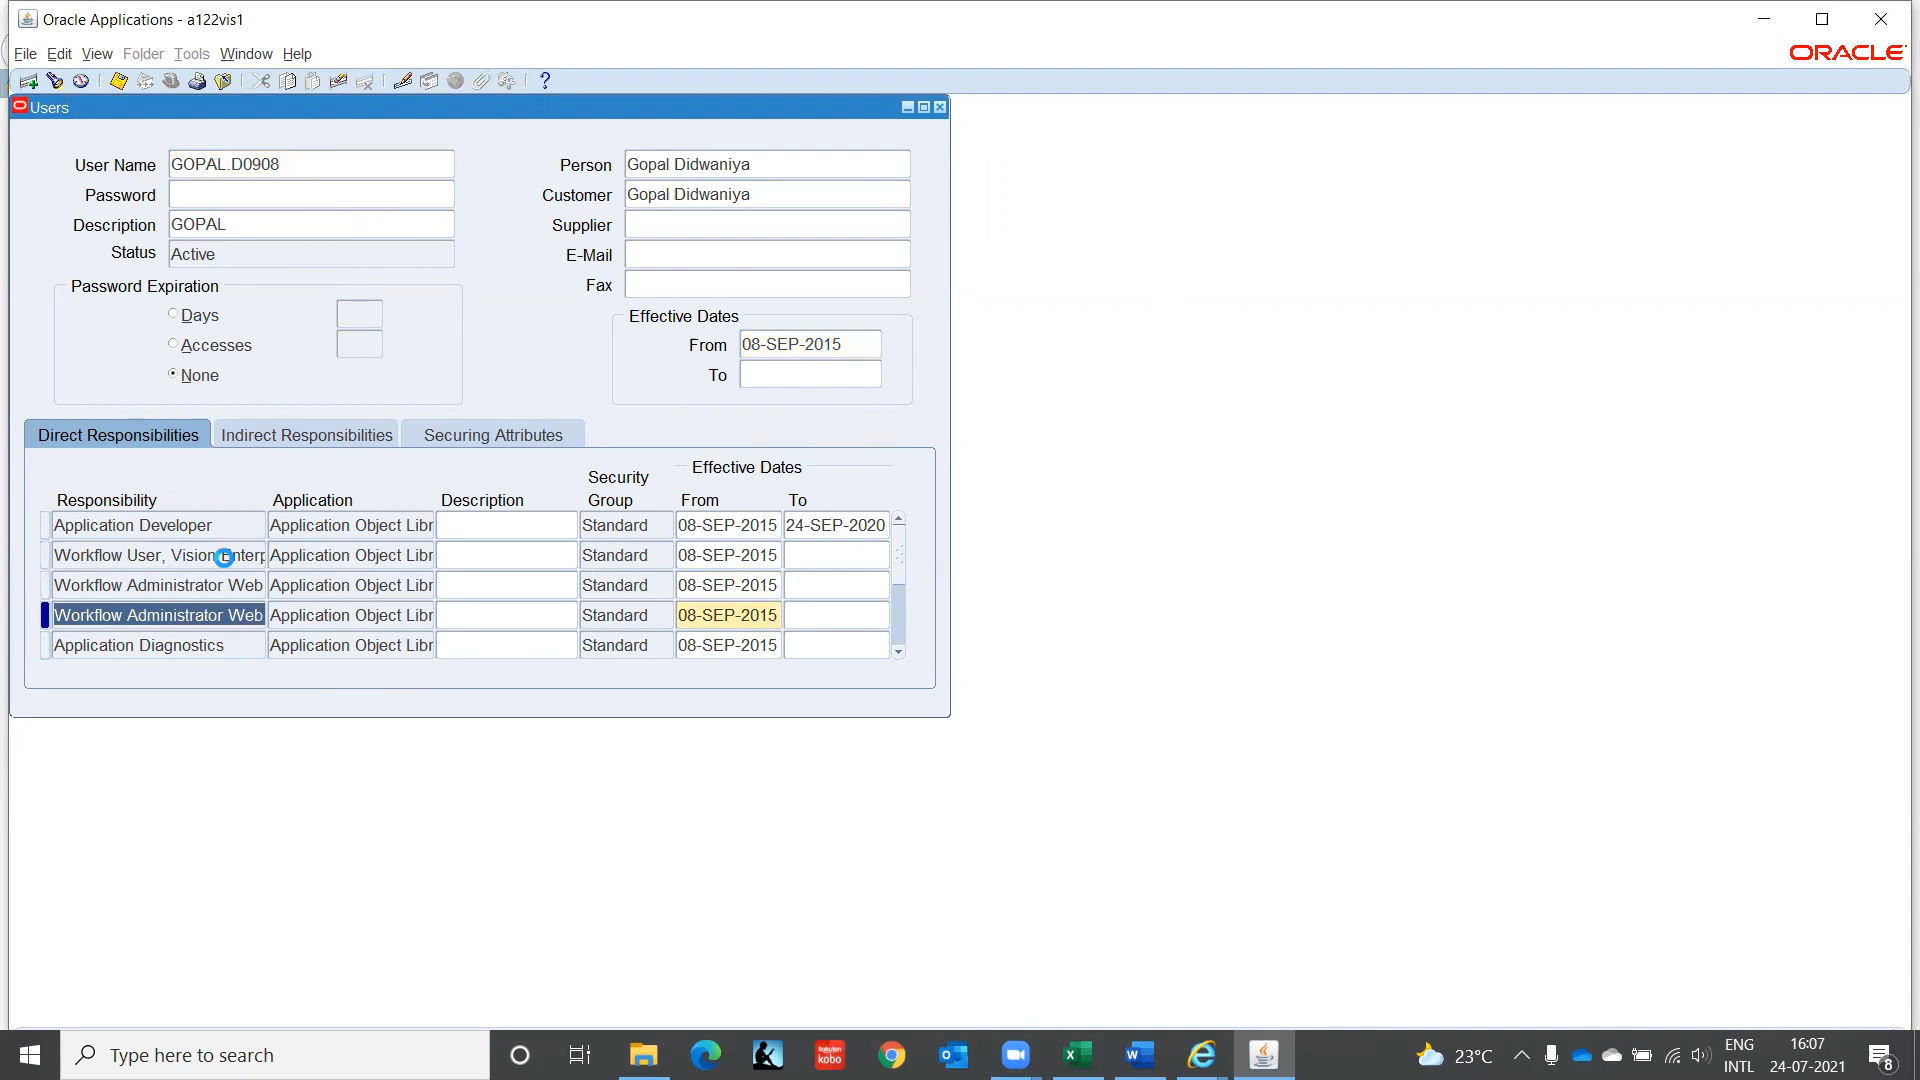 Oracle Applications - a122vis1
File Edit View Folder Tools Window Help
ORACLE
Users
User Name GOPAL.D0908
Person Gopal Didwaniya
Password
Customer Gopal Didwaniya
Description GOPAL
Supplier
Status Active
E-Mail
Password Expiration
Fax
Days
Effective Dates
Accesses
From 08-SEP-2015
None
To
Direct Responsibilities Indirect Responsibilities Securing Attributes
Effective Dates
Security
Responsibility Application Description Group From To
Application Developer Application Object Libr Standard 08-SEP-2015 24-SEP-2020
Workflow User, Vision Enterp Application Object Libr Standard 08-SEP-2015
Workflow Administrator Web Application Object Libr Standard 08-SEP-2015
Workflow Administrator Web Application Object Libr Standard 08-SEP-2015
Application Diagnostics Application Object Libr Standard 08-SEP-2015
Type here to search
Rakuten
kobo
23°C
ENG
INTL
16:07
24-07-2021
8